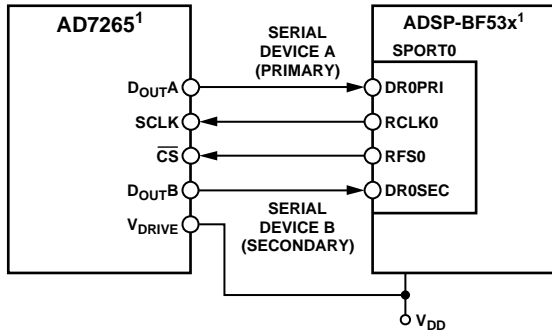 AD7265¹
ADSP-BF53x¹
SPORT0
SERIAL
DEVICE A
(PRIMARY)
DOUTA
DR0PRI
SCLK
RCLK0
CS
RFS0
DOUTB
DR0SEC
VDRIVE
SERIAL
DEVICE B
(SECONDARY)
VDD